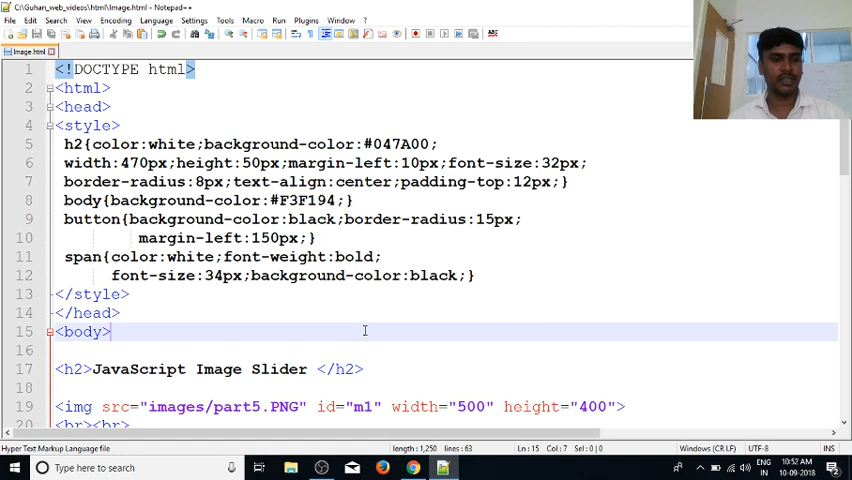 C:\Guhan_web_videos\html\Image.html - Notepad++
File Edit Search View Encoding Language Settings Tools Macro Run Plugins Window ?
Image.html
1 <!DOCTYPE html>
2 <html>
3 <head>
4 <style>
5 h2{color:white;background-color:#047A00;
6 width:470px;height:50px;margin-left:10px;font-size:32px;
7 border-radius:8px;text-align:center;padding-top:12px;}
8 body{background-color:#F3F194;}
9 button{background-color:black;border-radius:15px;
10 margin-left:150px;}
11 span{color:white;font-weight:bold;
12 font-size:34px;background-color:black;}
13 </style>
14 </head>
15 <body>
16
17 <h2>JavaScript Image Slider </h2>
18
19 <img src="images/part5.PNG" id="m1" width="500" height="400">
20 <br><br>
Hyper Text Markup Language file length : 1,250 lines : 63 Ln : 15 Col : 7 Sel : 0 | 0 Windows (CR LF) UTF-8 INS
Type here to search
ENG
IN
10:52 AM
10-09-2018
2